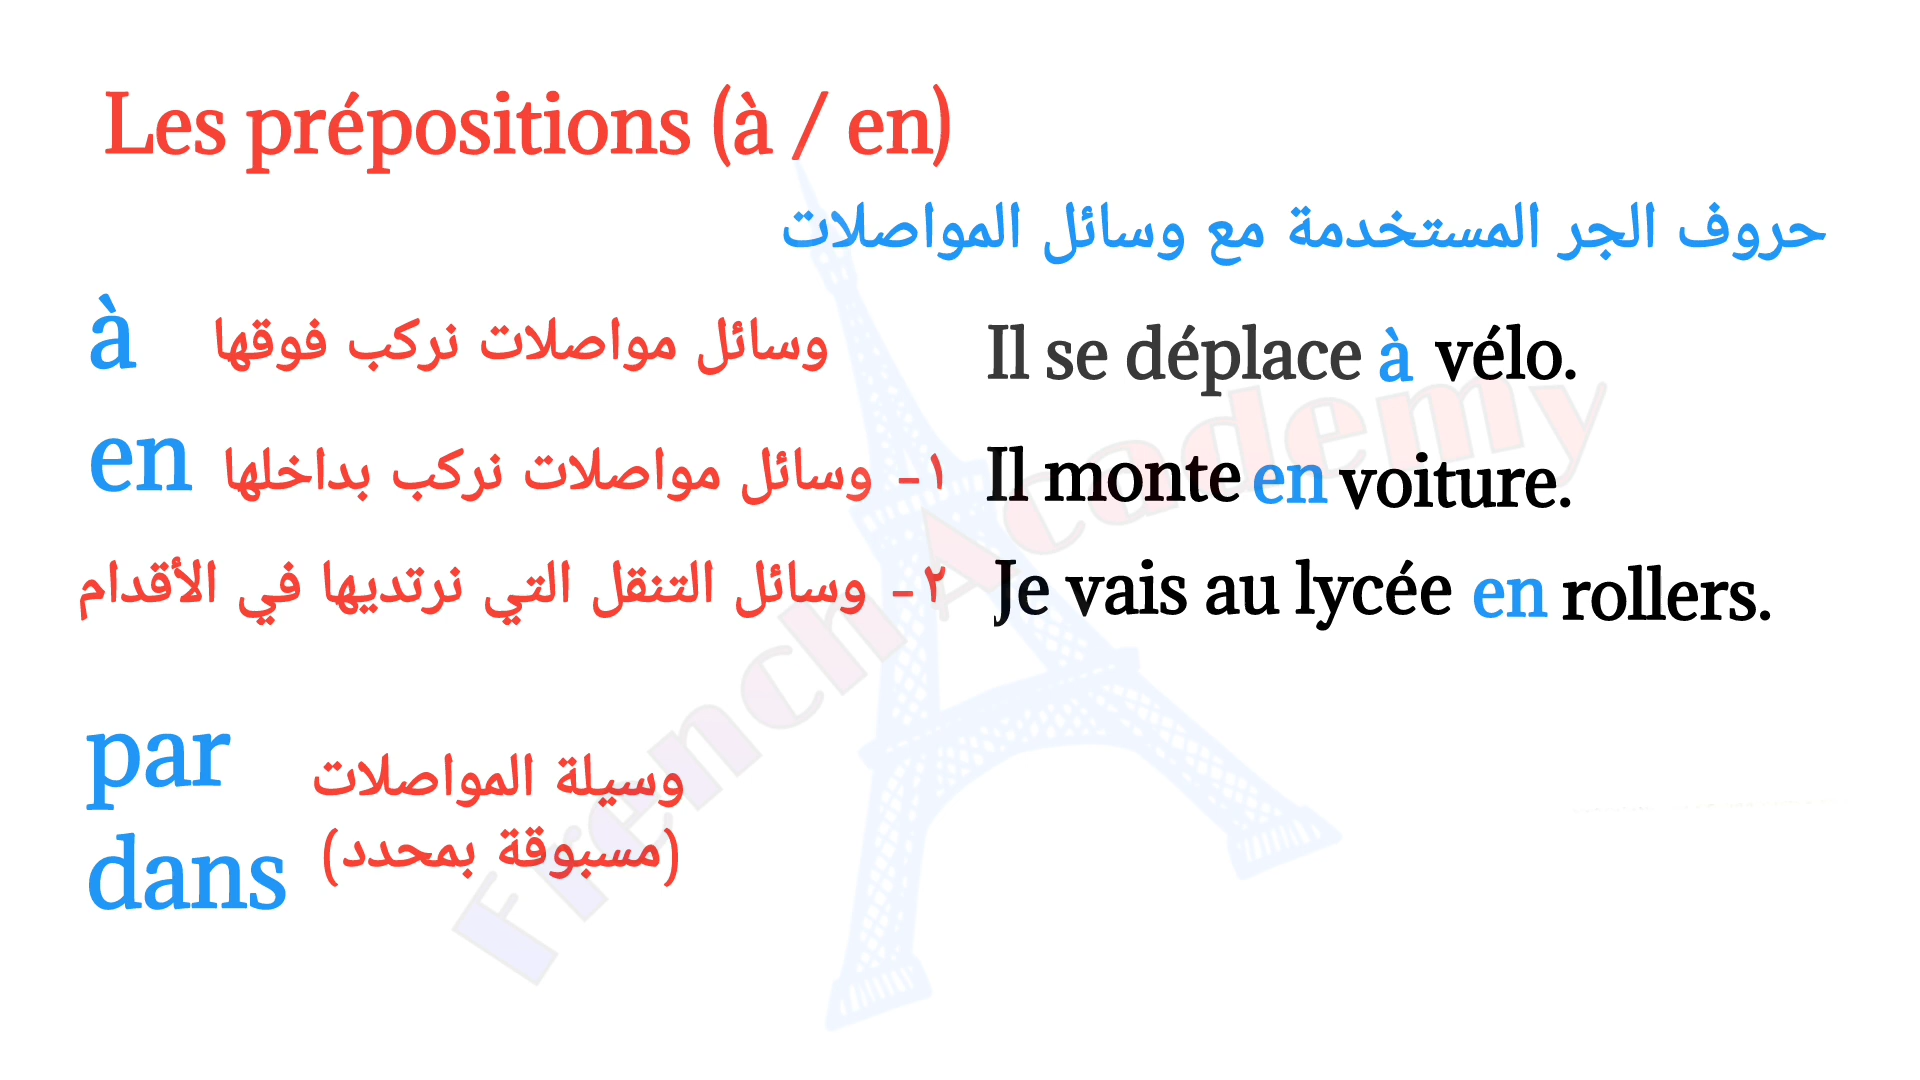 Les prépositions (à / en)
حروف الجر المستخدمة مع وسائل المواصلات
à وسائل مواصلات نركب فوقها Il se déplace à vélo.
en ١- وسائل مواصلات نركب بداخلها Il monte en voiture.
٢- وسائل التنقل التي نرتديها في الأقدام Je vais au lycée en rollers.
par وسيلة المواصلات
dans (مسبوقة بمحدد)
French Academy